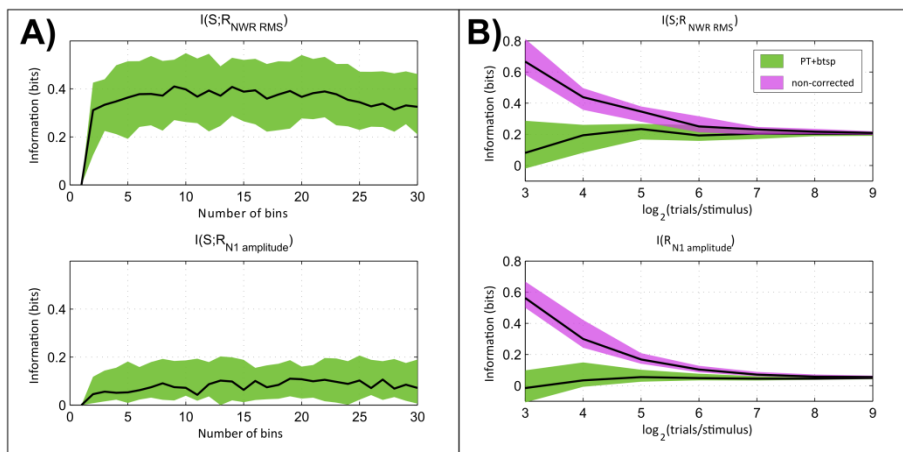 A)
I(S;R NWR RMS)
Information (bits)
0.4
0.2
0
0 5 10 15 20 25 30
Number of bins
I(S;R N1 amplitude)
Information (bits)
0.4
0.2
0
0 5 10 15 20 25 30
Number of bins
B)
I(S;R NWR RMS)
PT+btsp
non-corrected
Information (bits)
0.8
0.6
0.4
0.2
0
3 4 5 6 7 8 9
log2(trials/stimulus)
I(R N1 amplitude)
Information (bits)
0.8
0.6
0.4
0.2
0
3 4 5 6 7 8 9
log2(trials/stimulus)